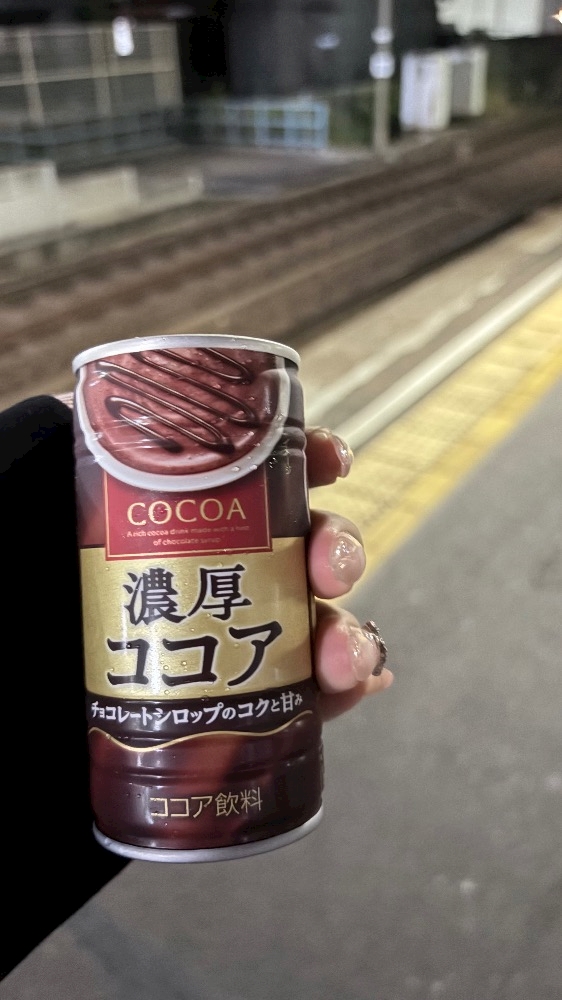 COCOA
A rich cocoa drink made with a hint
of chocolate syrup
濃厚
ココア
チョコレートシロップのコクと甘み
ココア飲料